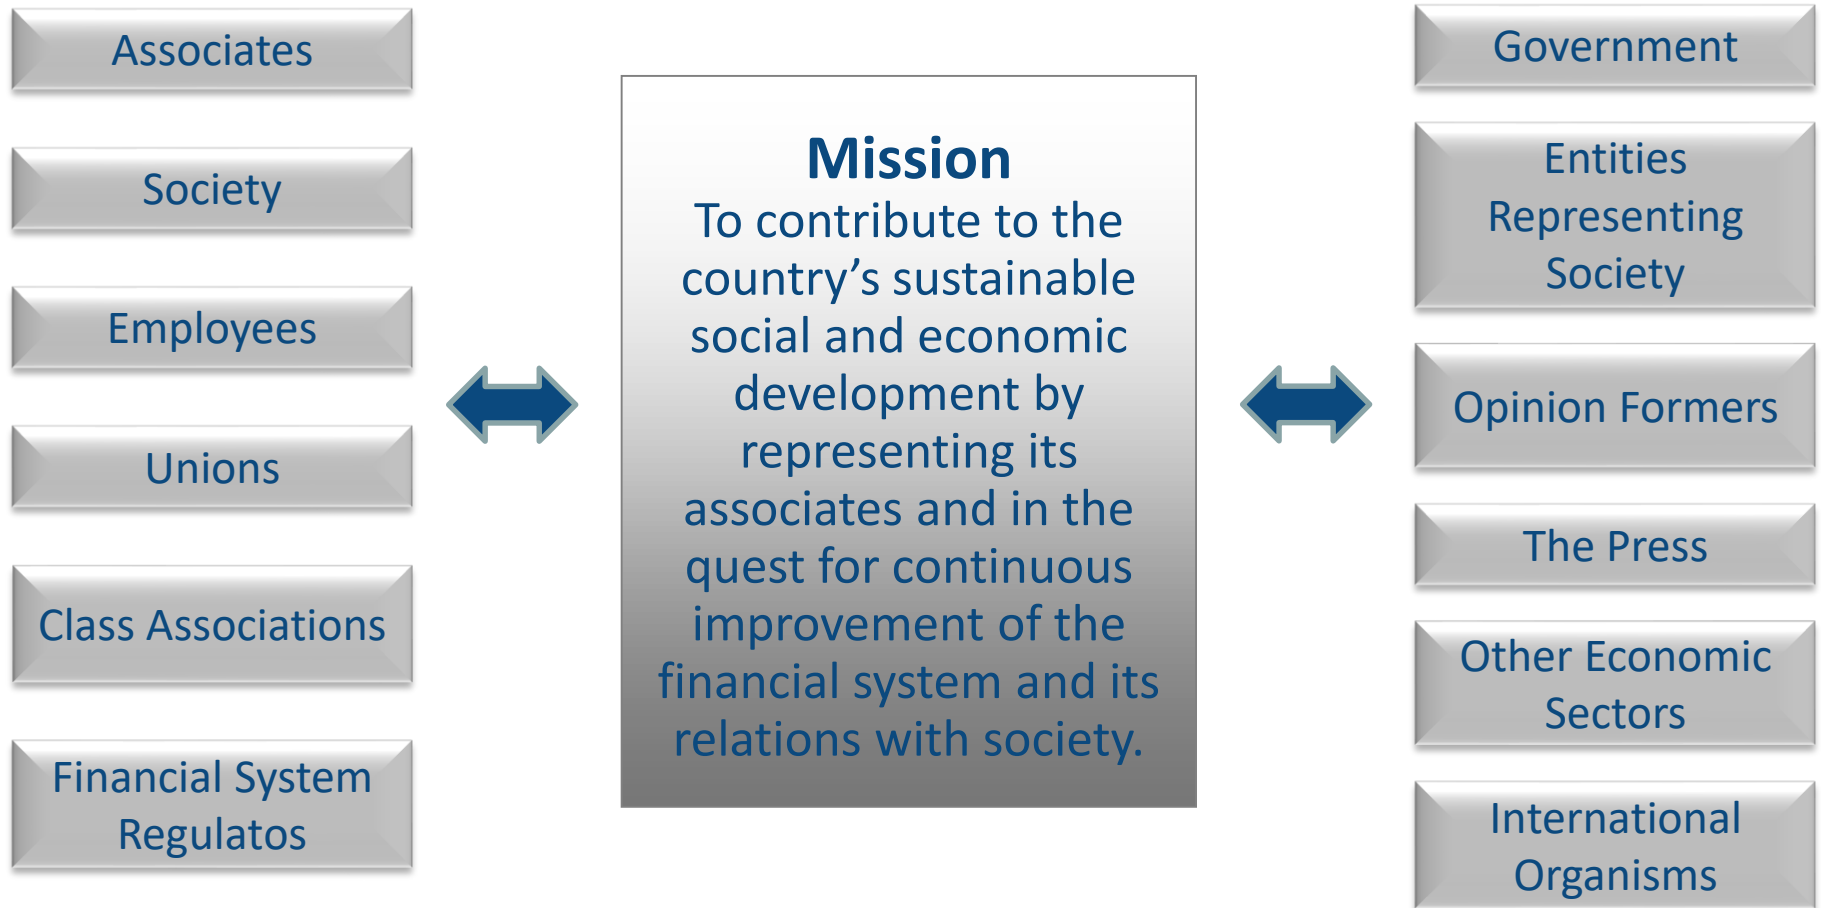 Associates
Society
Employees
Unions
Class Associations
Financial System
Regulatos
Mission
To contribute to the
country’s sustainable
social and economic
development by
representing its
associates and in the
quest for continuous
improvement of the
financial system and its
relations with society.
Government
Entities
Representing
Society
Opinion Formers
The Press
Other Economic
Sectors
International
Organisms